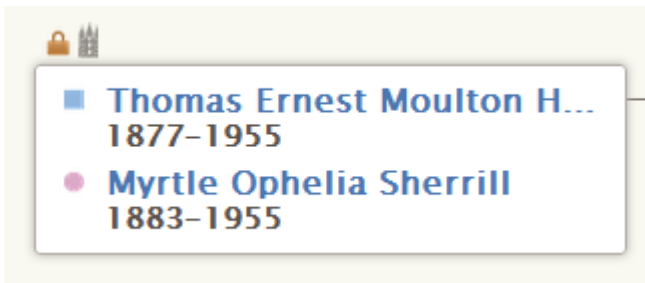 Thomas Ernest Moulton H...
1877–1955
Myrtle Ophelia Sherrill
1883–1955